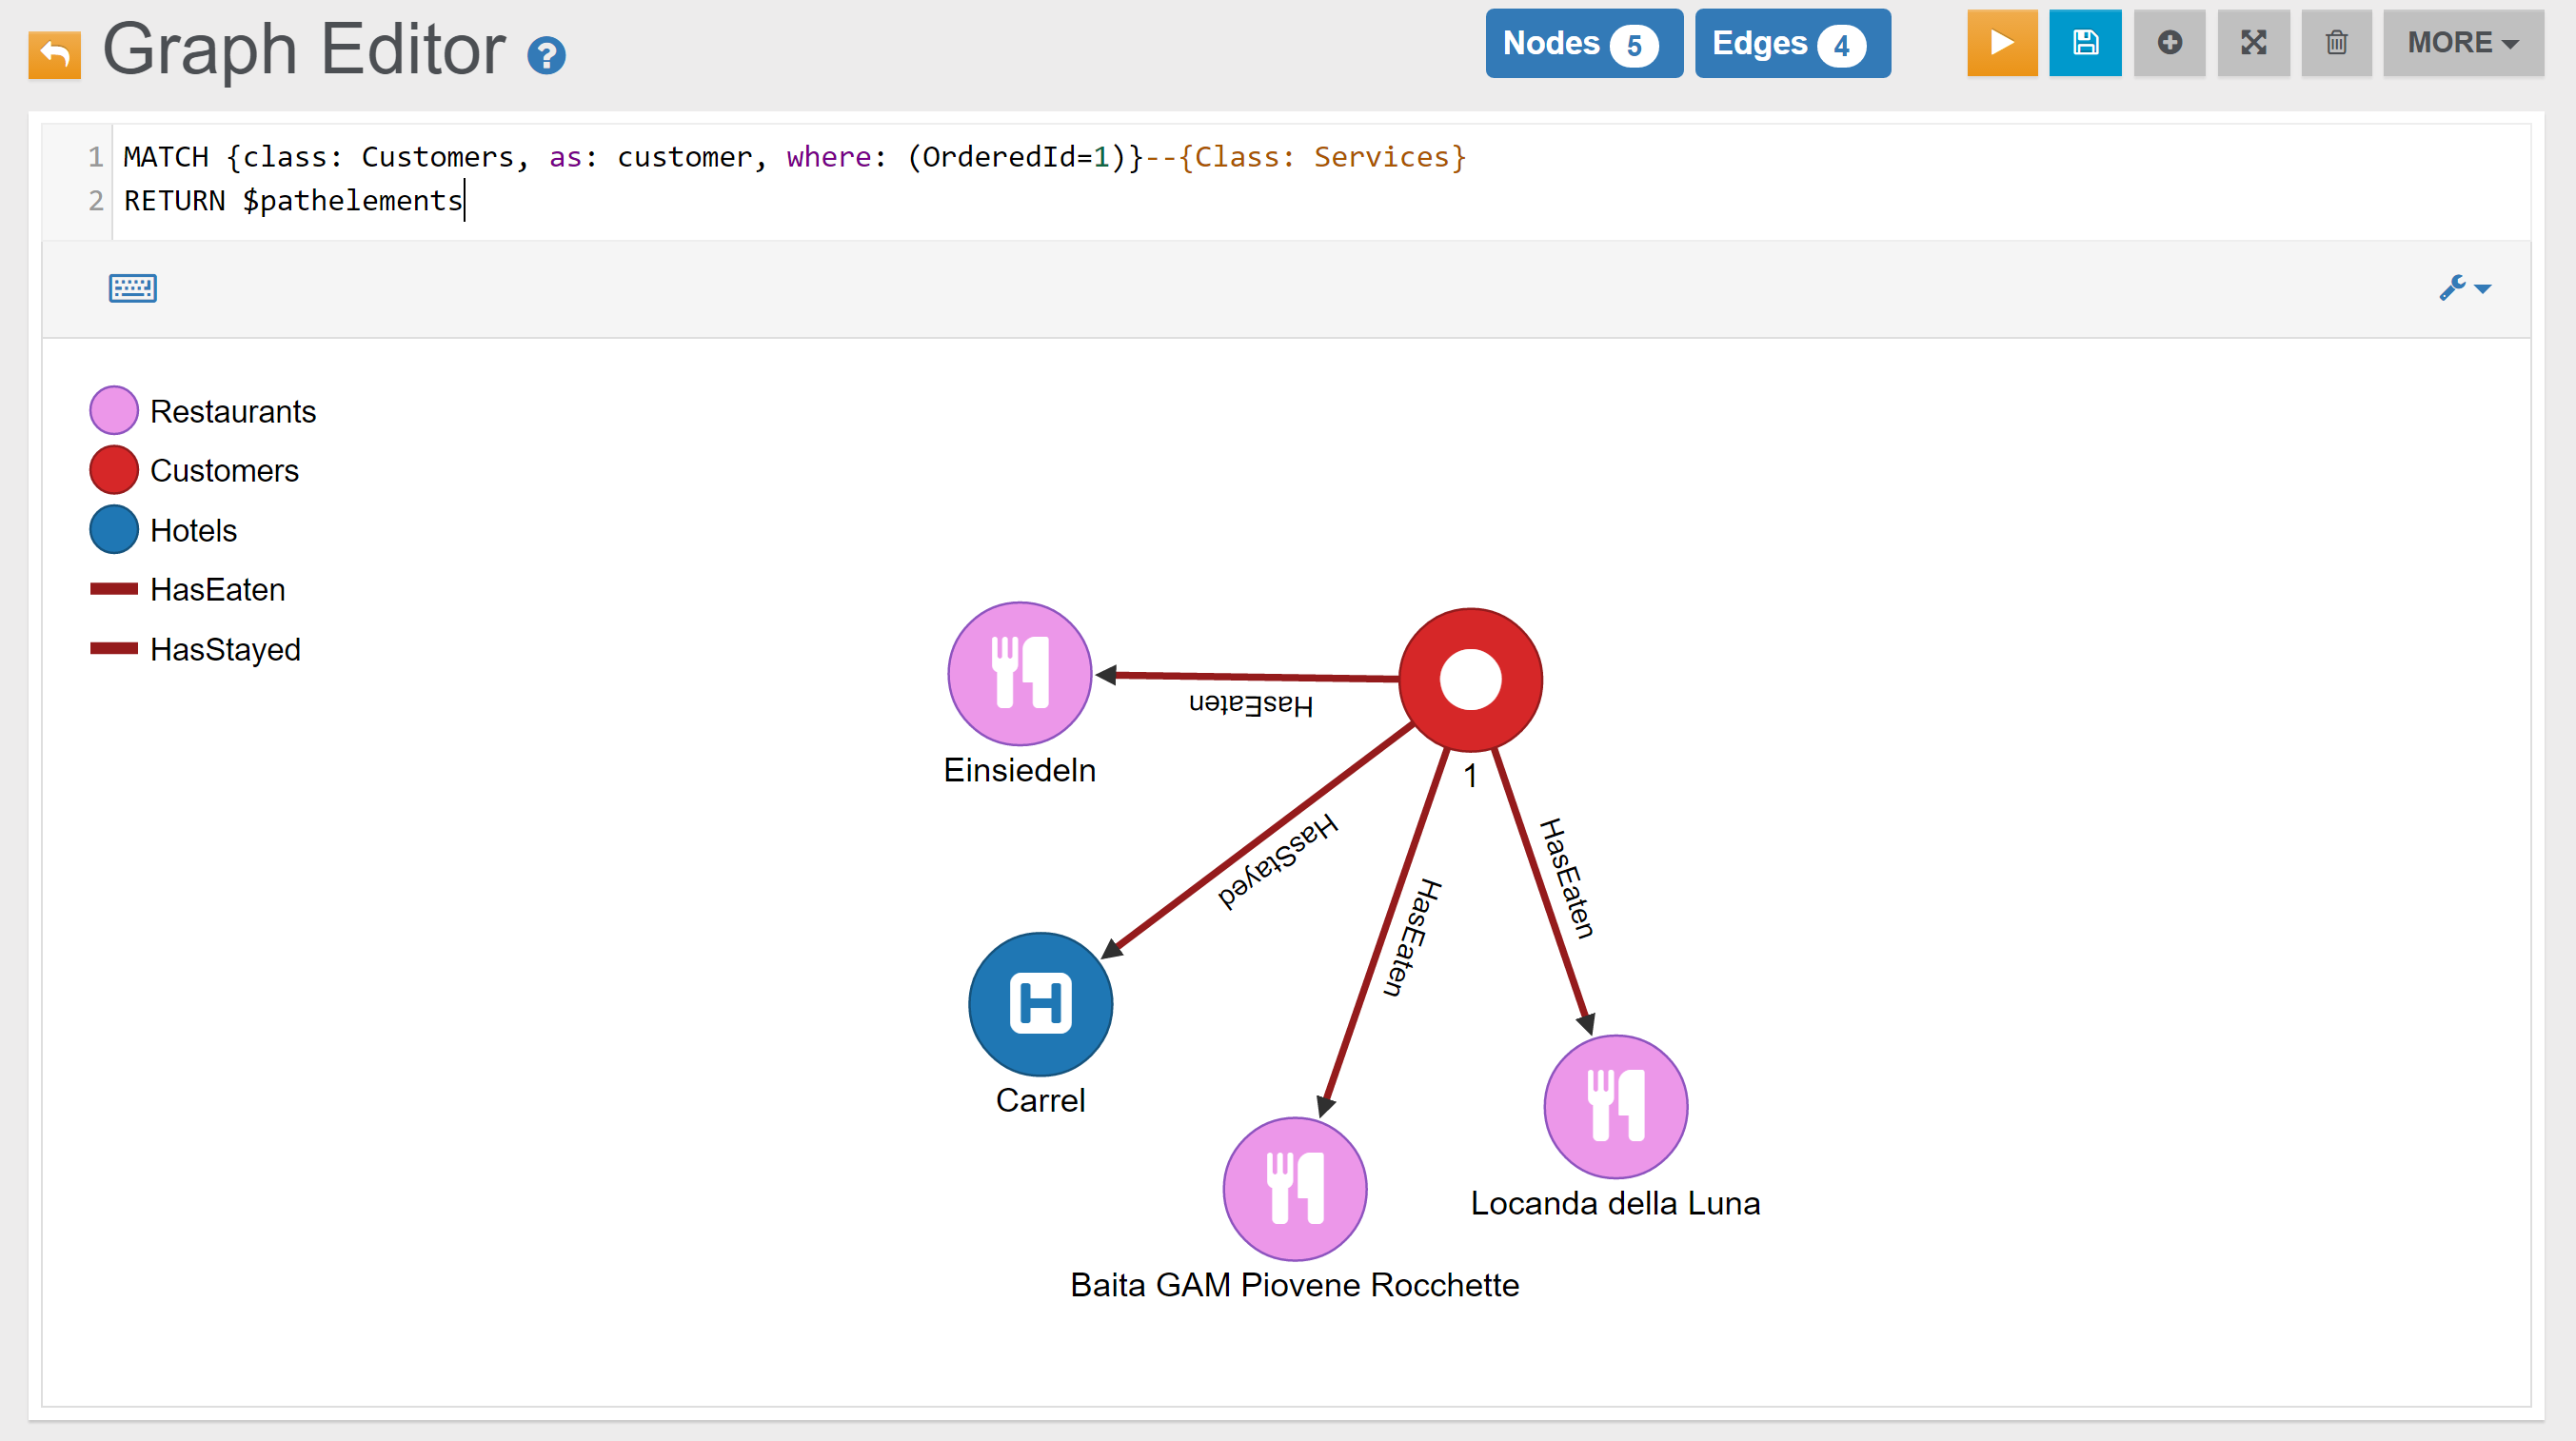 Graph Editor ?
Nodes 5
Edges 4
MORE
1 MATCH {class: Customers, as: customer, where: (OrderedId=1)}--{Class: Services}
2 RETURN $pathelements
Restaurants
Customers
Hotels
HasEaten
HasStayed
HasEaten
Einsiedeln
1
HasStayed
HasEaten
HasEaten
H
Carrel
Locanda della Luna
Baita GAM Piovene Rocchette